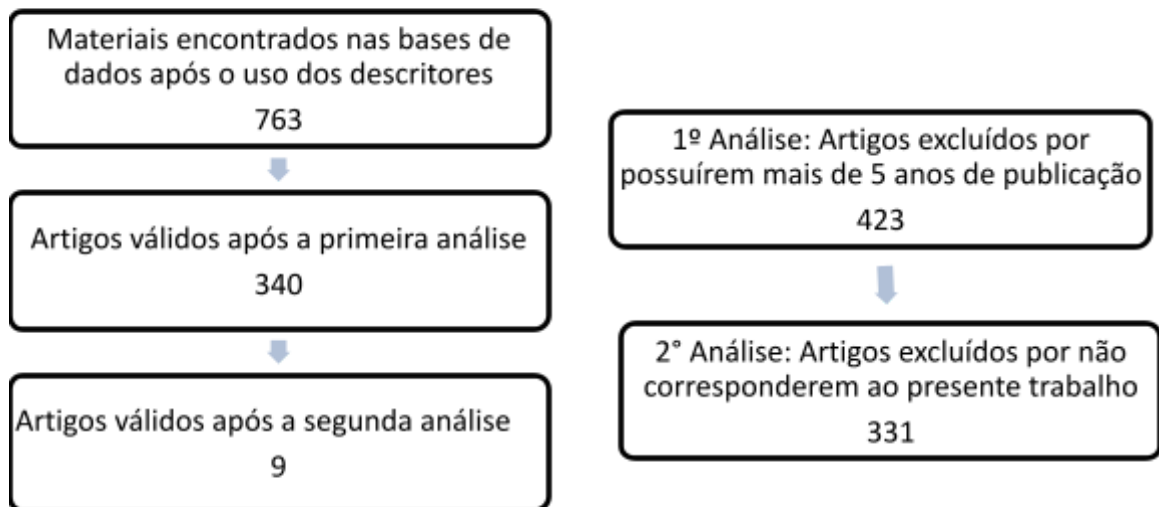 Materiais encontrados nas bases de
dados após o uso dos descritores
763
Artigos válidos após a primeira análise
340
Artigos válidos após a segunda análise
9
1º Análise: Artigos excluídos por
possuírem mais de 5 anos de publicação
423
2° Análise: Artigos excluídos por não
corresponderem ao presente trabalho
331